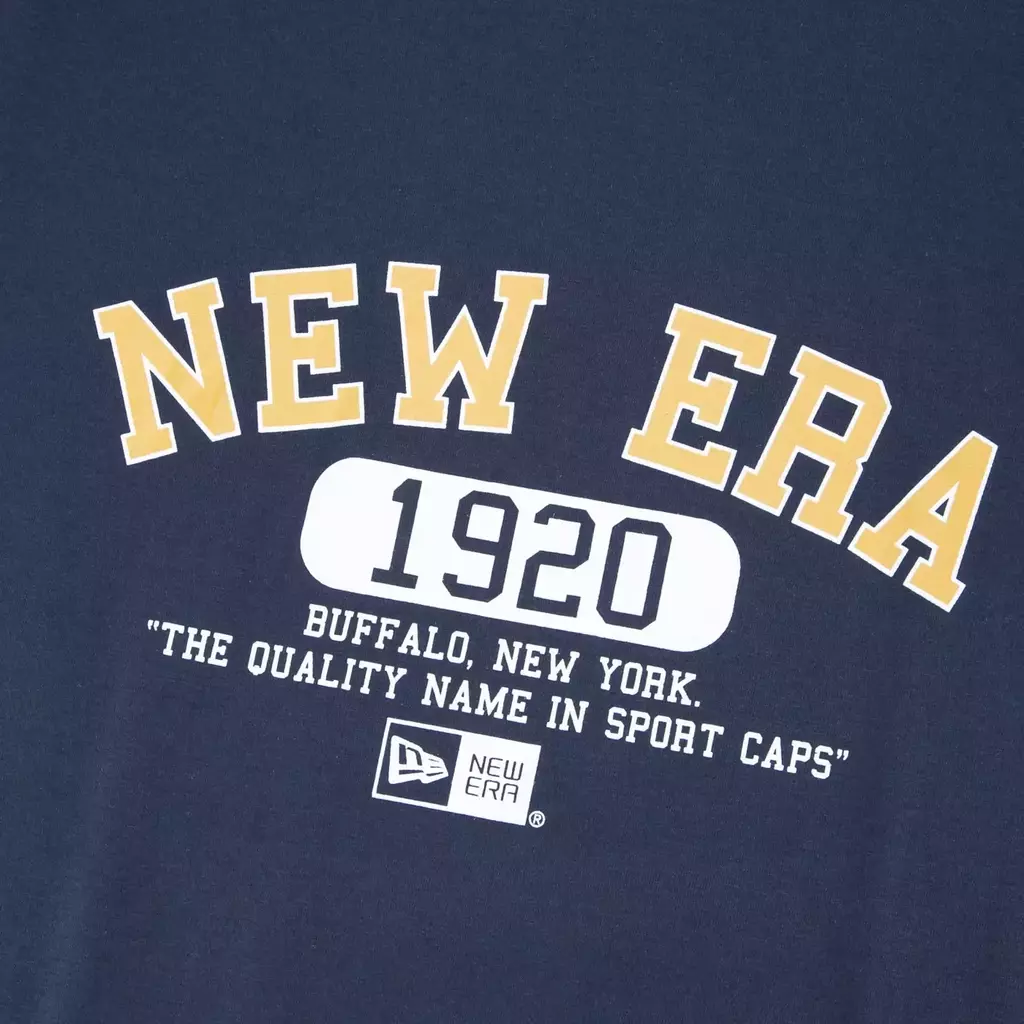 NEW ERA
1920
BUFFALO, NEW YORK.
"THE QUALITY NAME IN SPORT CAPS"
NEW
ERA
®